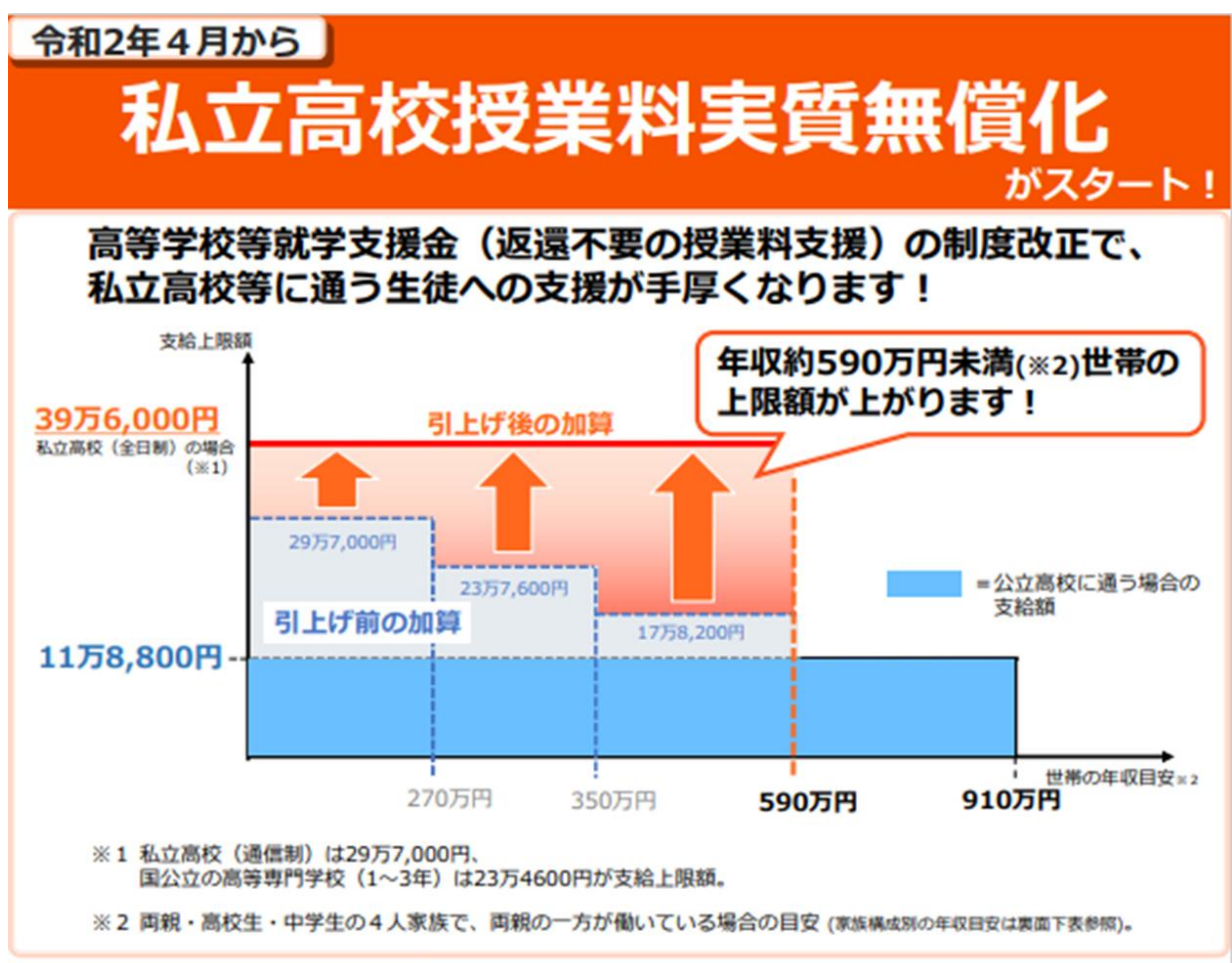 令和2年４月から
私立高校授業料実質無償化
がスタート！
高等学校等就学支援金（返還不要の授業料支援）の制度改正で、
私立高校等に通う生徒への支援が手厚くなります！
支給上限額
年収約590万円未満(※2)世帯の
上限額が上がります！
39万6,000円
私立高校（全日制）の場合
（※1）
引上げ後の加算
29万7,000円
23万7,600円
17万8,200円
引上げ前の加算
＝公立高校に通う場合の
支給額
11万8,800円
世帯の年収目安※2
270万円
350万円
590万円
910万円
※１ 私立高校（通信制）は29万7,000円、
国公立の高等専門学校（1～3年）は23万4600円が支給上限額。
※２ 両親・高校生・中学生の４人家族で、両親の一方が働いている場合の目安 (家族構成別の年収目安は裏面下表参照)。